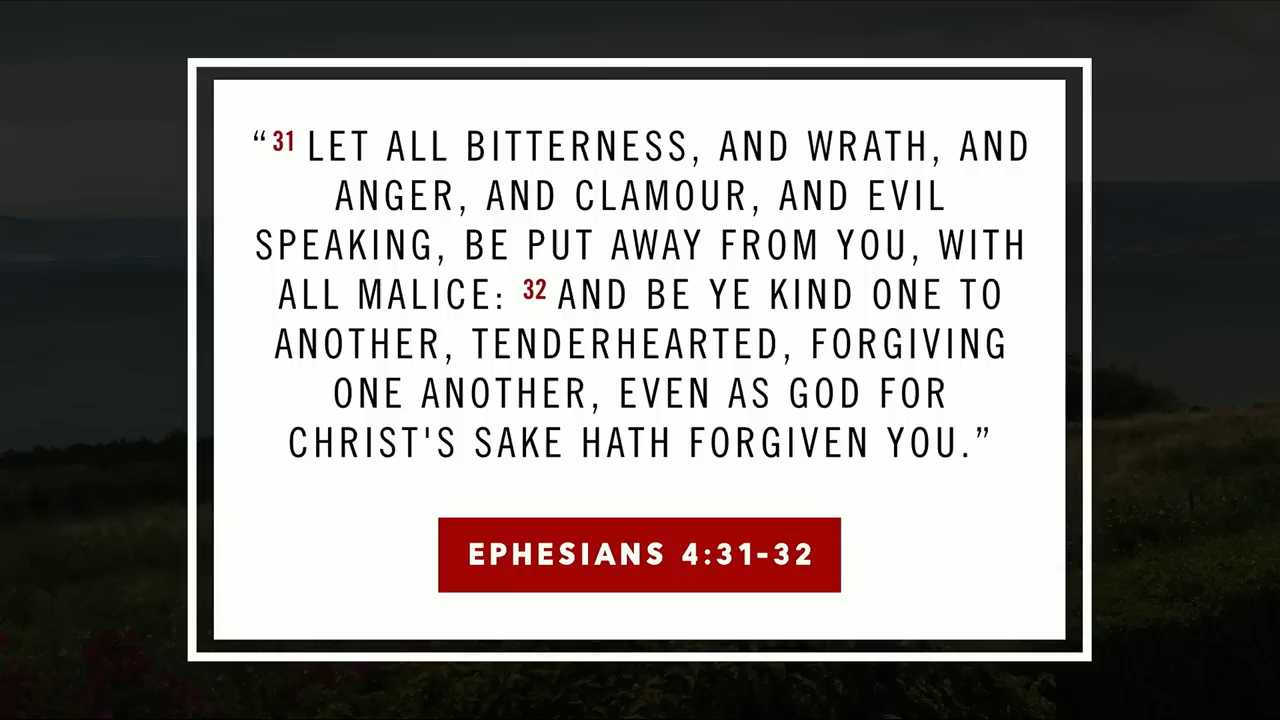 “31 LET ALL BITTERNESS, AND WRATH, AND
ANGER, AND CLAMOUR, AND EVIL
SPEAKING, BE PUT AWAY FROM YOU, WITH
ALL MALICE: 32 AND BE YE KIND ONE TO
ANOTHER, TENDERHEARTED, FORGIVING
ONE ANOTHER, EVEN AS GOD FOR
CHRIST'S SAKE HATH FORGIVEN YOU.”
EPHESIANS 4:31-32